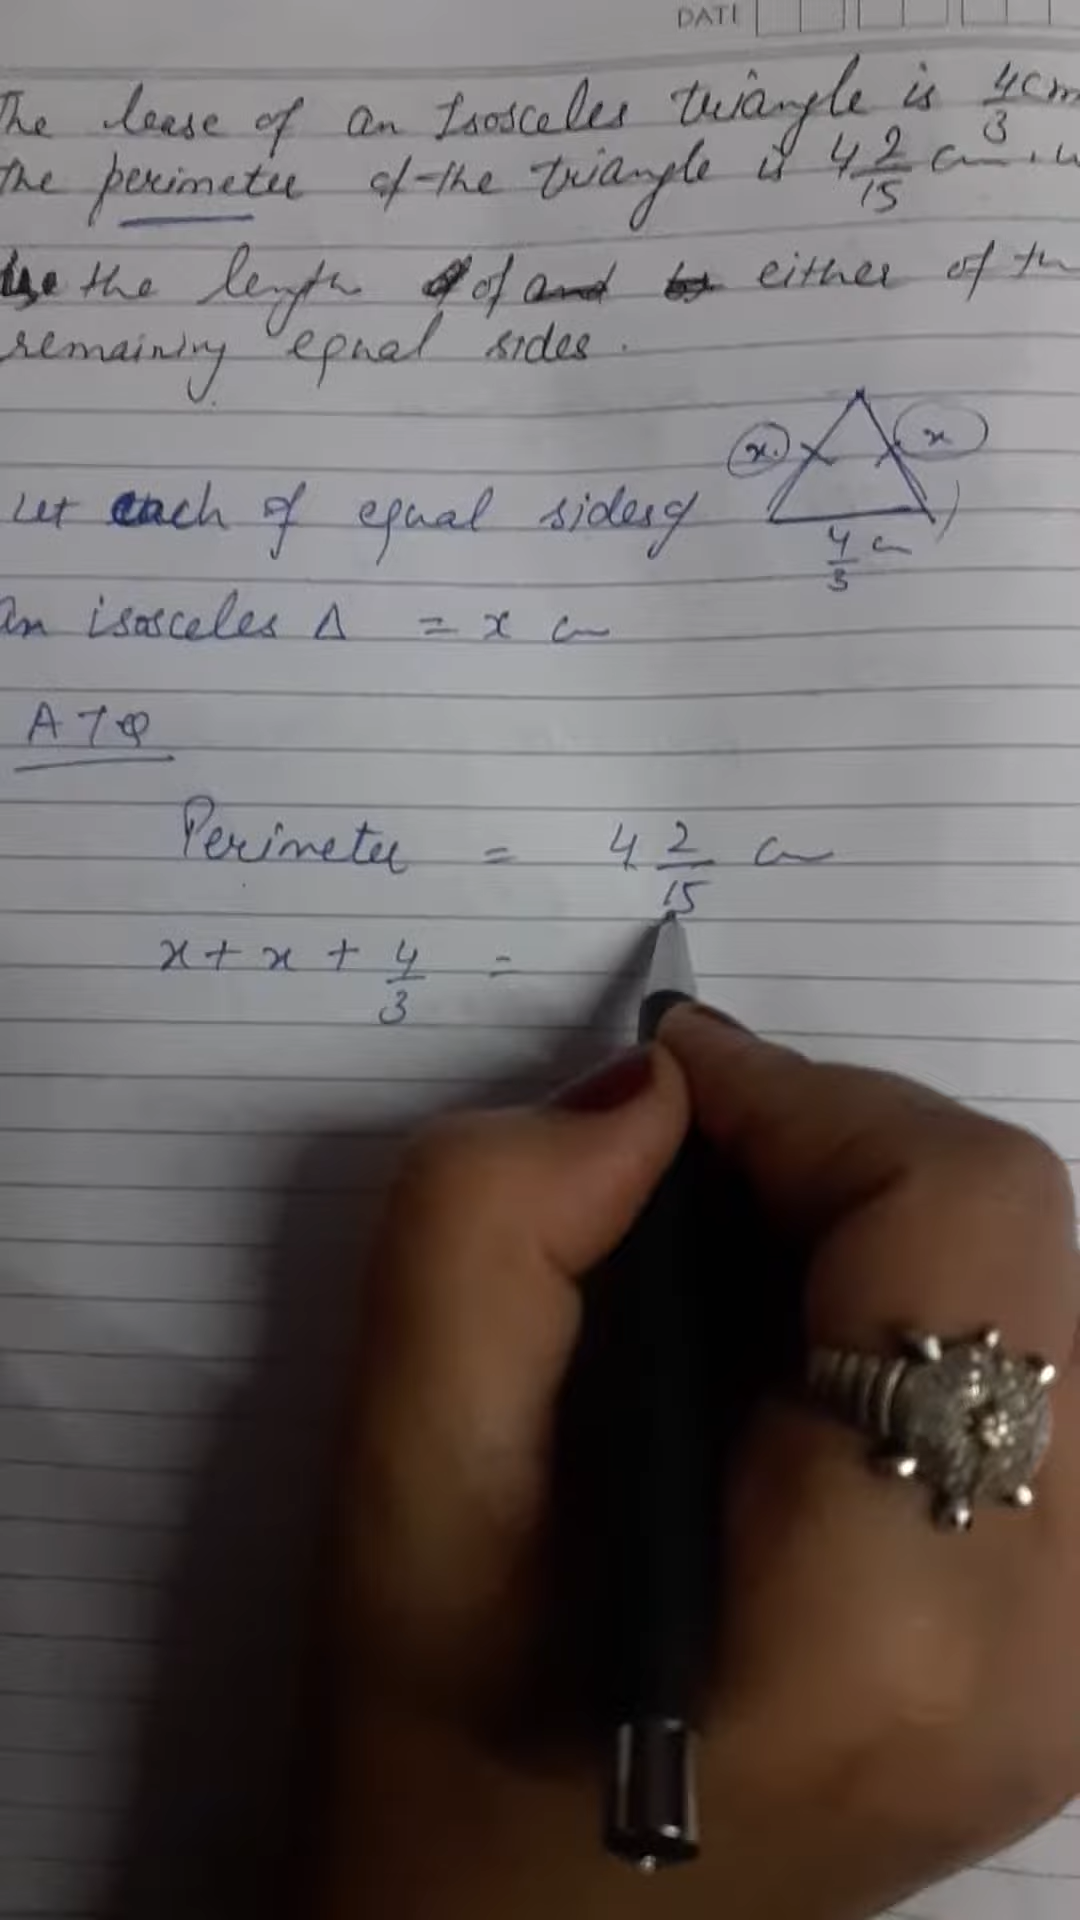 DATE
The base of an Isosceles triangle is 4/3 cm
the perimeter of the triangle is 4 2/15 cm.
the length of and either of th
remaining equal sides.
x. x
Let each of equal sides of
4/3 cm
an isosceles Δ = x cm
ATQ
Perimeter = 4 2/15 cm
x + x + 4/3 =